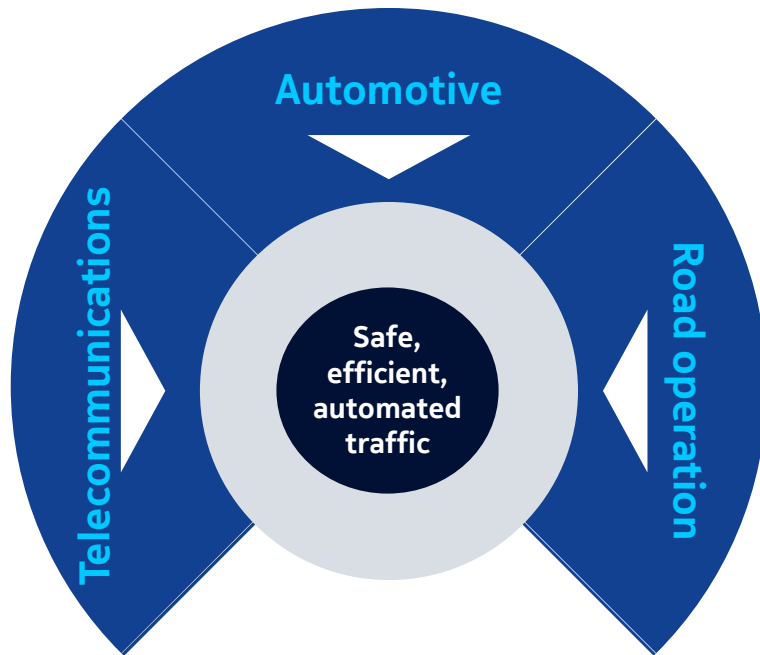 Automotive
Telecommunications
Road operation
Safe,
efficient,
automated
traffic